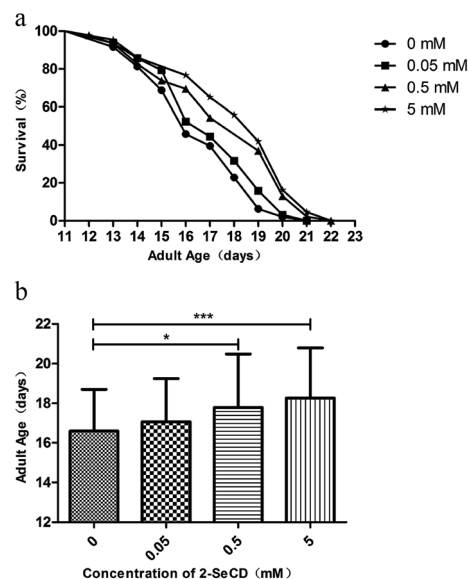 a
100
80
60
40
20
0
Survival（%）
11 12 13 14 15 16 17 18 19 20 21 22 23
Adult Age（days）
0 mM
0.05 mM
0.5 mM
5 mM
b
***
*
22
20
18
16
14
12
Adult Age
(days)
0 0.05 0.5 5
Concentration of 2-SeCD（mM）